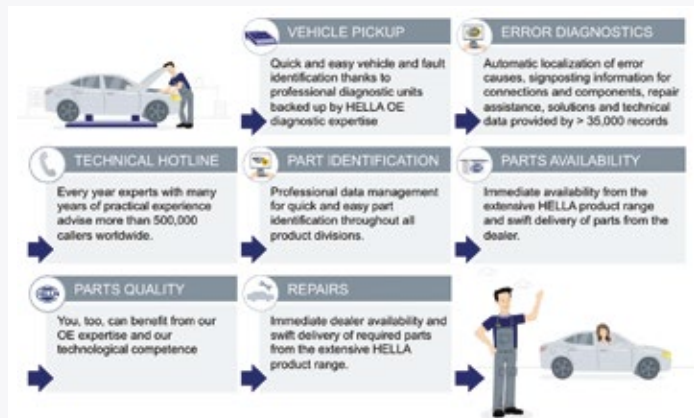 VEHICLE PICKUP
Quick and easy vehicle and fault
identification thanks to
professional diagnostic units
backed up by HELLA OE
diagnostic expertise
ERROR DIAGNOSTICS
Automatic localization of error
causes, signposting information for
connections and components, repair
assistance, solutions and technical
data provided by > 35,000 records
TECHNICAL HOTLINE
Every year experts with many
years of practical experience
advise more than 500,000
callers worldwide.
PART IDENTIFICATION
Professional data management
for quick and easy part
identification throughout all
product divisions.
PARTS AVAILABILITY
Immediate availability from the
extensive HELLA product range
and swift delivery of parts from the
dealer.
PARTS QUALITY
You, too, can benefit from our
OE expertise and our
technological competence
REPAIRS
Immediate dealer availability and
swift delivery of required parts
from the extensive HELLA
product range.